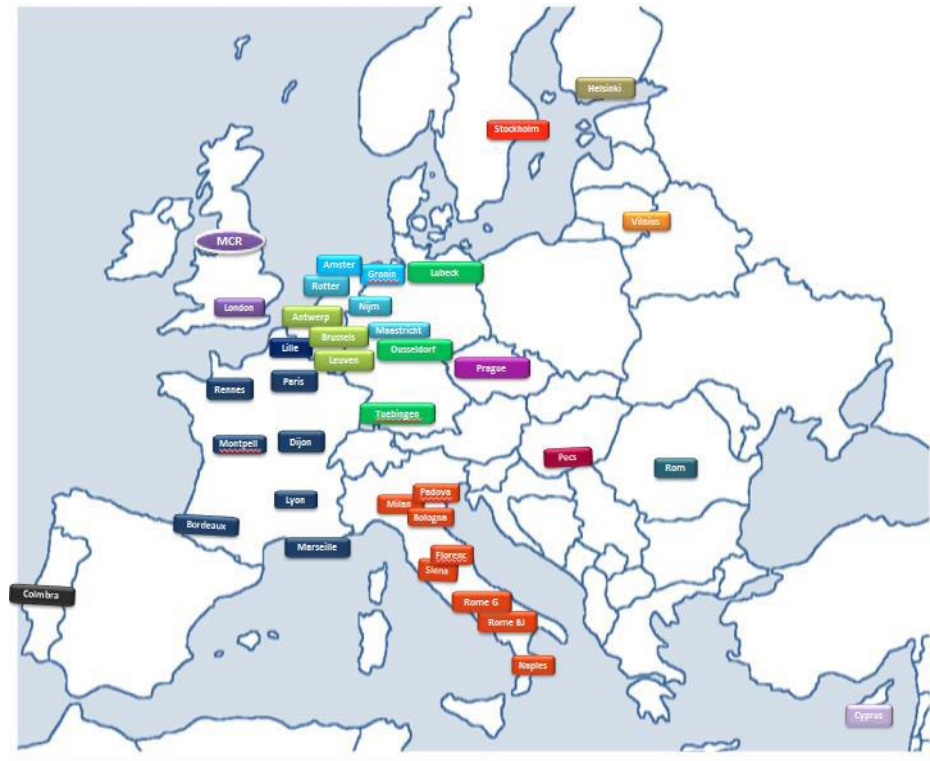 Helsinki
Stockholm
Vilnius
MCR
Amster
Gronin
Lubeck
Rotter
London
Nijm
Antwerp
Brussels
Maastricht
Lille
Dusseldorf
Leuven
Prague
Rennes
Paris
Tuebingen
Montpell
Dijon
Pecs
Rom
Lyon
Padova
Milan
Bologna
Bordeaux
Marseille
Florenc
Siena
Coimbra
Rome G
Rome BJ
Naples
Cyprus